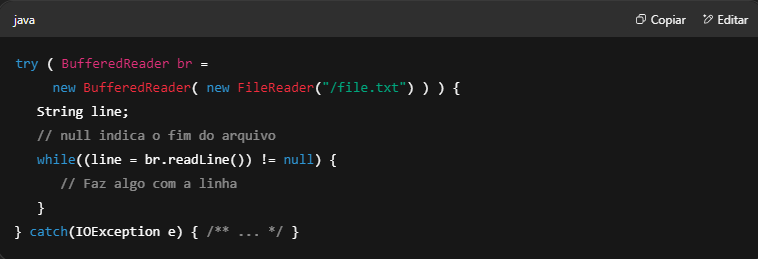 java
Copiar
Editar
try ( BufferedReader br =
     new BufferedReader( new FileReader("/file.txt") ) ) {
   String line;
   // null indica o fim do arquivo
   while((line = br.readLine()) != null) {
      // Faz algo com a linha
   }
} catch(IOException e) { /** ... */ }